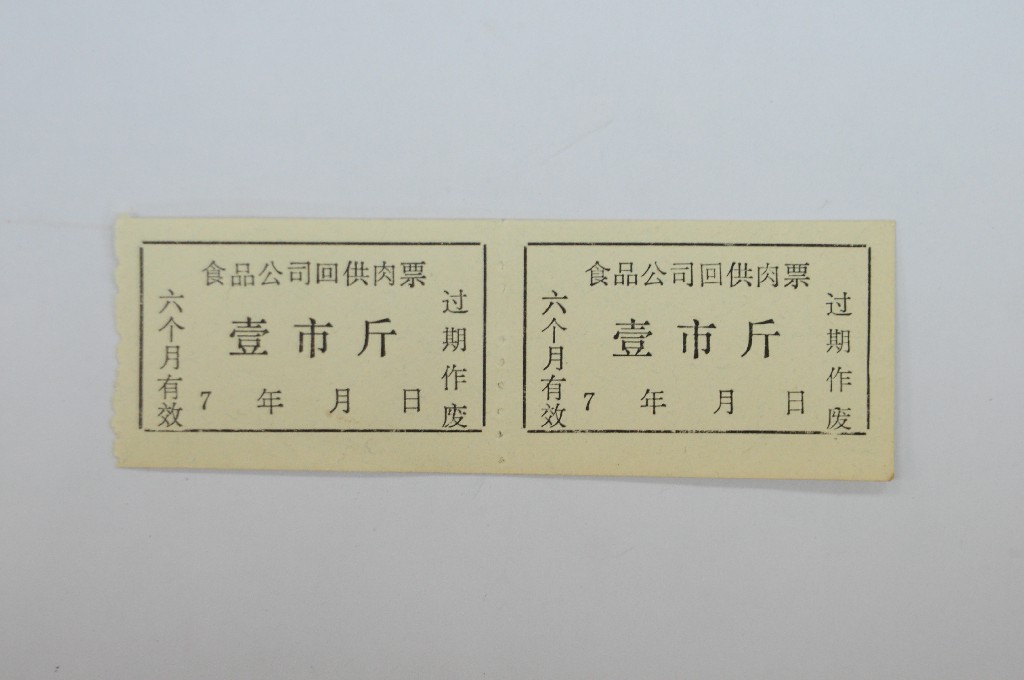 食品公司回供肉票
六个月有效
壹市斤
过期作废
7 年 月 日
食品公司回供肉票
六个月有效
壹市斤
过期作废
7 年 月 日